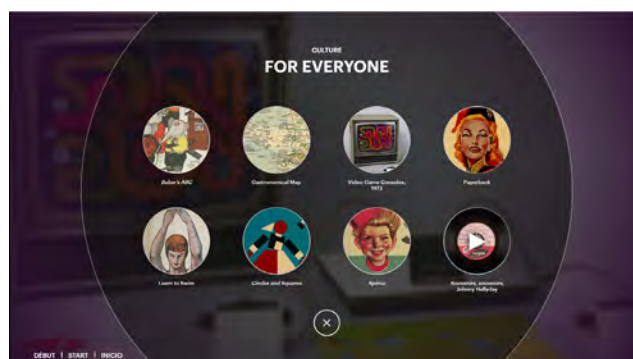 CULTURE
FOR EVERYONE
Babar's ABC
Gastronomical Map
Video Game Consoles,
1972
Paperback
Learn to Swim
Circles and Squares
Souvenirs, souvenirs,
Johnny Hallyday
DÉBUT | START | INICIO